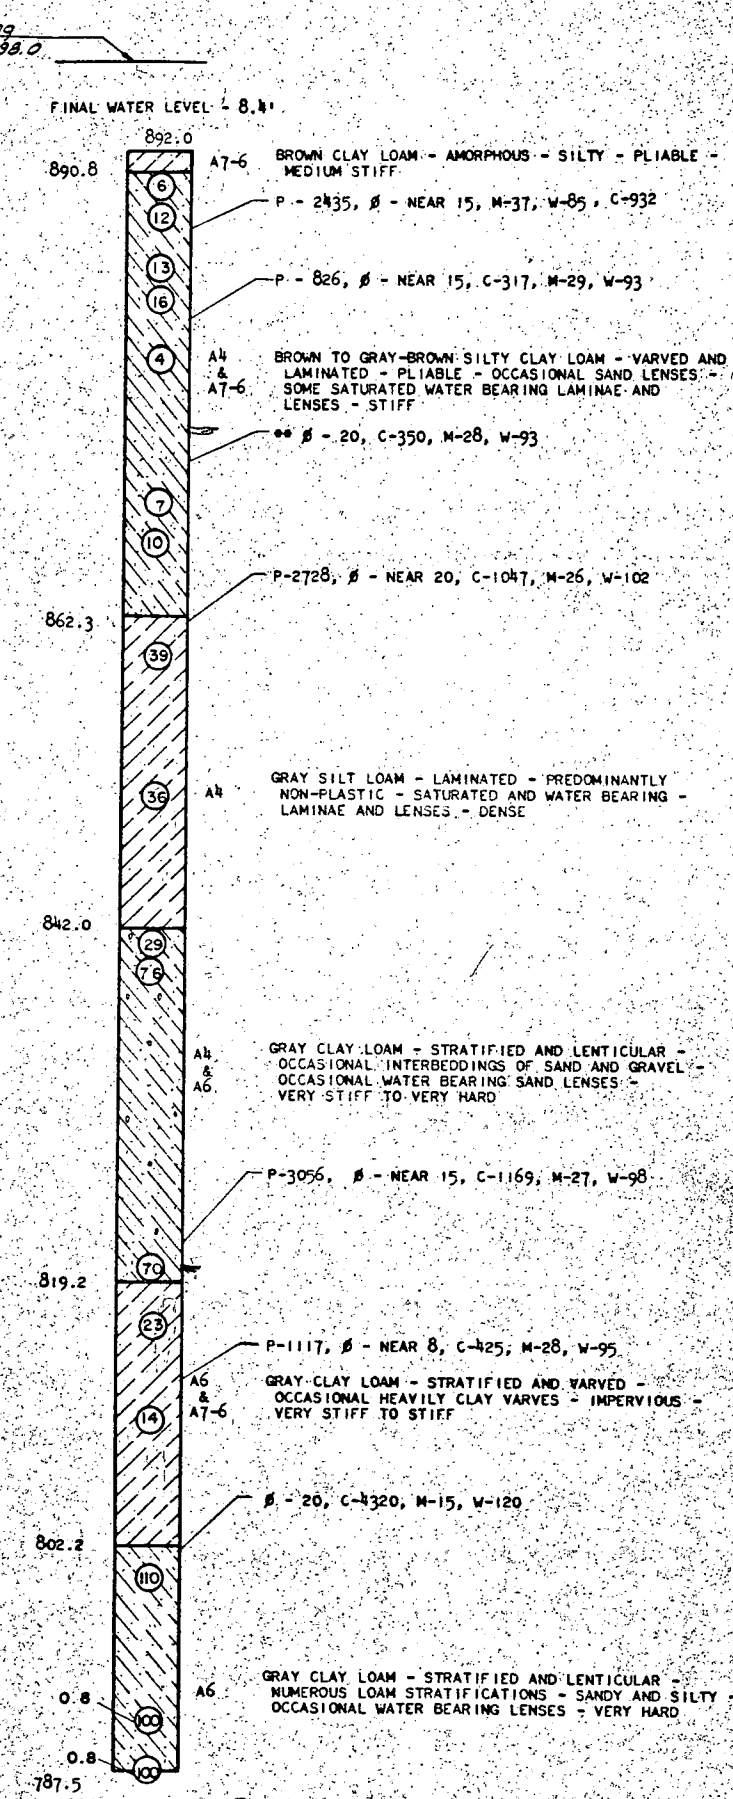 98.0
FINAL WATER LEVEL - 8.4'
892.0
890.8
A7-6
BROWN CLAY LOAM - AMORPHOUS - SILTY - PLIABLE -
MEDIUM STIFF
6
P - 2435, Ø - NEAR 15, M-37, W-85, C-932
12
13
P - 826, Ø - NEAR 15, C-317, M-29, W-93
16
4
A4
&
A7-6
BROWN TO GRAY-BROWN SILTY CLAY LOAM - VARVED AND
LAMINATED - PLIABLE - OCCASIONAL SAND LENSES -
SOME SATURATED WATER BEARING LAMINAE AND
LENSES - STIFF
** Ø - 20, C-350, M-28, W-93
7
10
P-2728, Ø - NEAR 20, C-1047, M-26, W-102
862.3
39
36
A4
GRAY SILT LOAM - LAMINATED - PREDOMINANTLY
NON-PLASTIC - SATURATED AND WATER BEARING -
LAMINAE AND LENSES - DENSE
842.0
29
76
A4
&
A6
GRAY CLAY LOAM - STRATIFIED AND LENTICULAR -
OCCASIONAL INTERBEDDINGS OF SAND AND GRAVEL -
OCCASIONAL WATER BEARING SAND LENSES -
VERY STIFF TO VERY HARD
P-3056, Ø - NEAR 15, C-1169, M-27, W-98
70
819.2
23
P-1117, Ø - NEAR 8, C-425, M-28, W-95
A6
&
A7-6
GRAY CLAY LOAM - STRATIFIED AND VARVED -
OCCASIONAL HEAVILY CLAY VARVES - IMPERVIOUS -
VERY STIFF TO STIFF
14
Ø - 20, C-4320, M-15, W-120
802.2
110
A6
GRAY CLAY LOAM - STRATIFIED AND LENTICULAR -
NUMEROUS LOAM STRATIFICATIONS - SANDY AND SILTY -
OCCASIONAL WATER BEARING LENSES - VERY HARD
0.8
100
0.8
100
787.5